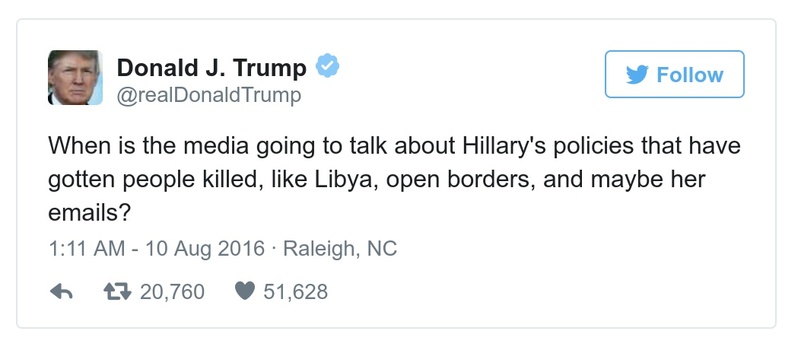 Donald J. Trump
@realDonaldTrump
Follow
When is the media going to talk about Hillary's policies that have
gotten people killed, like Libya, open borders, and maybe her
emails?
1:11 AM - 10 Aug 2016 · Raleigh, NC
20,760 51,628